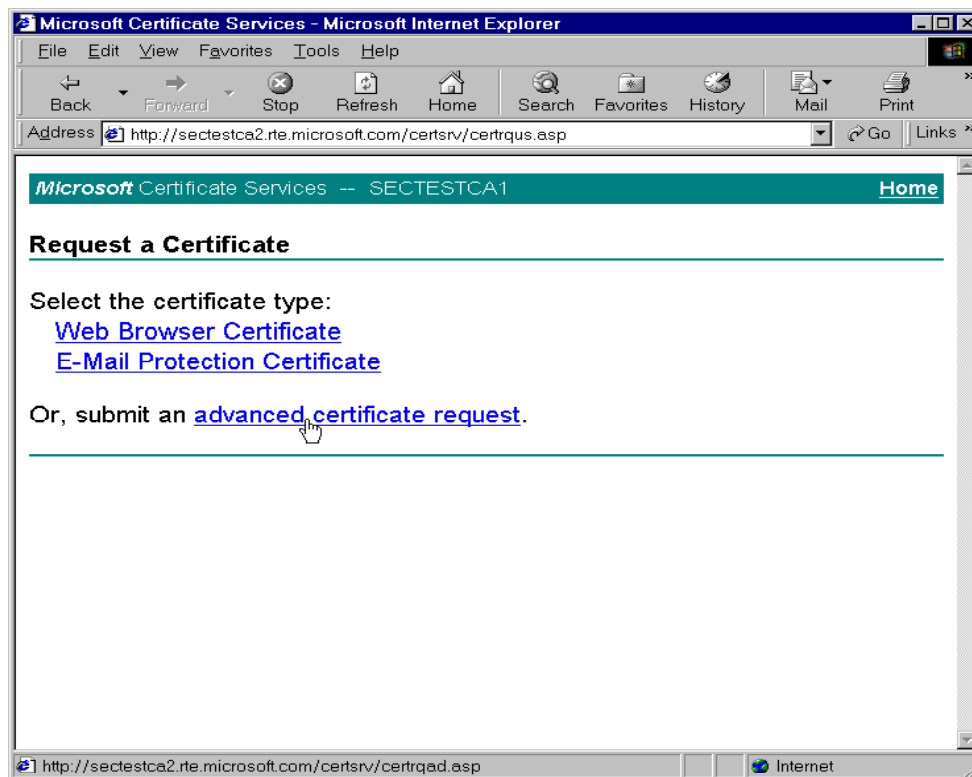 Microsoft Certificate Services - Microsoft Internet Explorer
File Edit View Favorites Tools Help
Back Forward Stop Refresh Home Search Favorites History Mail Print »
Address http://sectestca2.rte.microsoft.com/certsrv/certrqus.asp Go Links »
Microsoft Certificate Services -- SECTESTCA1 Home
Request a Certificate
Select the certificate type:
Web Browser Certificate
E-Mail Protection Certificate
Or, submit an advanced certificate request.
http://sectestca2.rte.microsoft.com/certsrv/certrqad.asp Internet